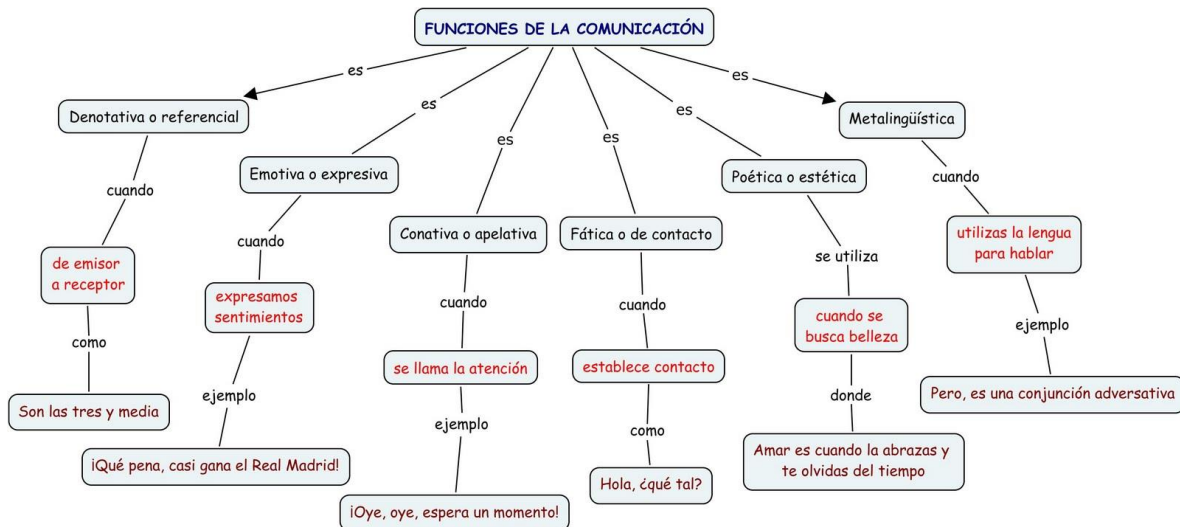 FUNCIONES DE LA COMUNICACIÓN
es
es
es
es
es
es
Denotativa o referencial
Metalingüística
Emotiva o expresiva
Poética o estética
cuando
cuando
Conativa o apelativa
Fática o de contacto
cuando
utilizas la lengua
para hablar
se utiliza
de emisor
a receptor
expresamos
sentimientos
cuando
cuando
cuando se
busca belleza
ejemplo
como
se llama la atención
establece contacto
ejemplo
donde
Pero, es una conjunción adversativa
Son las tres y media
ejemplo
como
¡Qué pena, casi gana el Real Madrid!
Amar es cuando la abrazas y
te olvidas del tiempo
Hola, ¿qué tal?
¡Oye, oye, espera un momento!